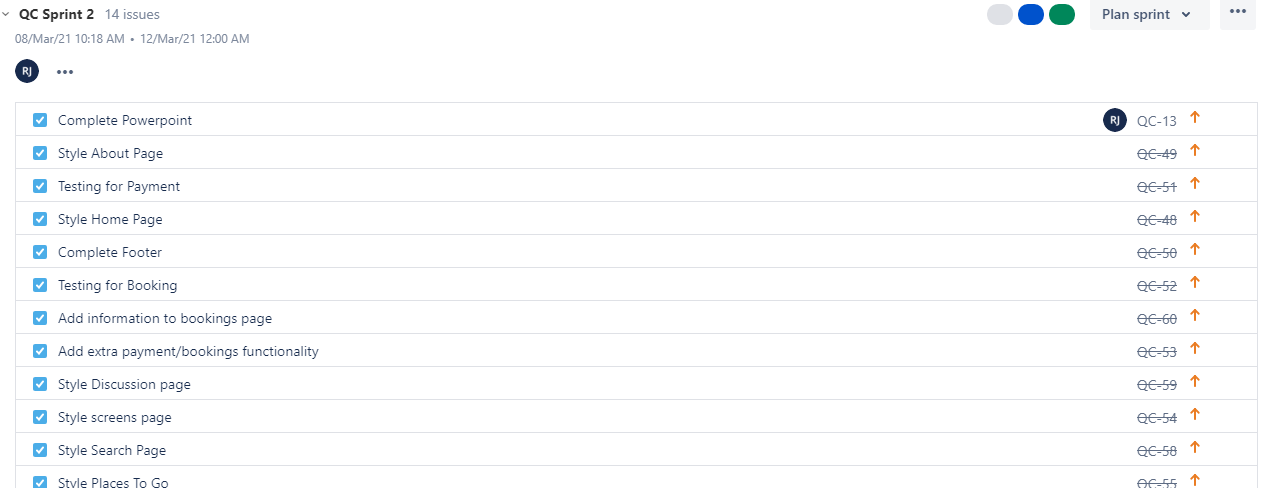 QC Sprint 2 14 issues
Plan sprint
08/Mar/21 10:18 AM • 12/Mar/21 12:00 AM
RJ
Complete Powerpoint RJ QC-13
Style About Page QC-49
Testing for Payment QC-51
Style Home Page QC-48
Complete Footer QC-50
Testing for Booking QC-52
Add information to bookings page QC-60
Add extra payment/bookings functionality QC-53
Style Discussion page QC-59
Style screens page QC-54
Style Search Page QC-58
Style Places To Go QC-55